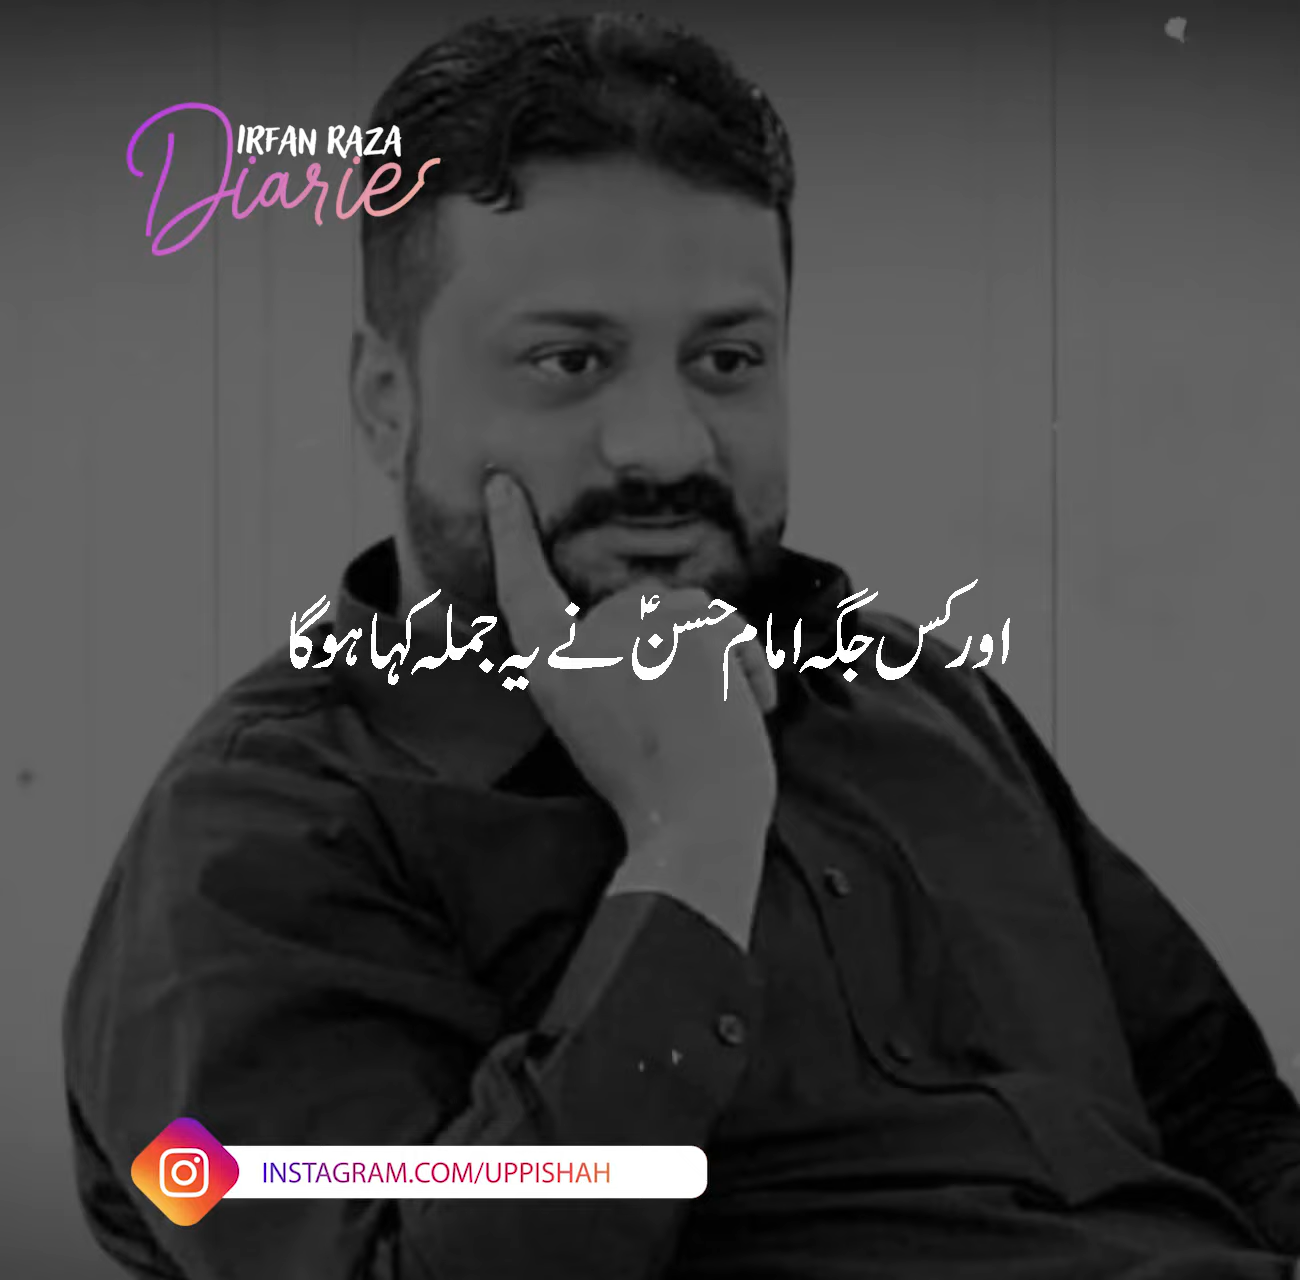 IRFAN RAZA
Diaries
اور کس جگہ امام حسنؑ نے یہ جملہ کہا ہوگا
INSTAGRAM.COM/UPPISHAH